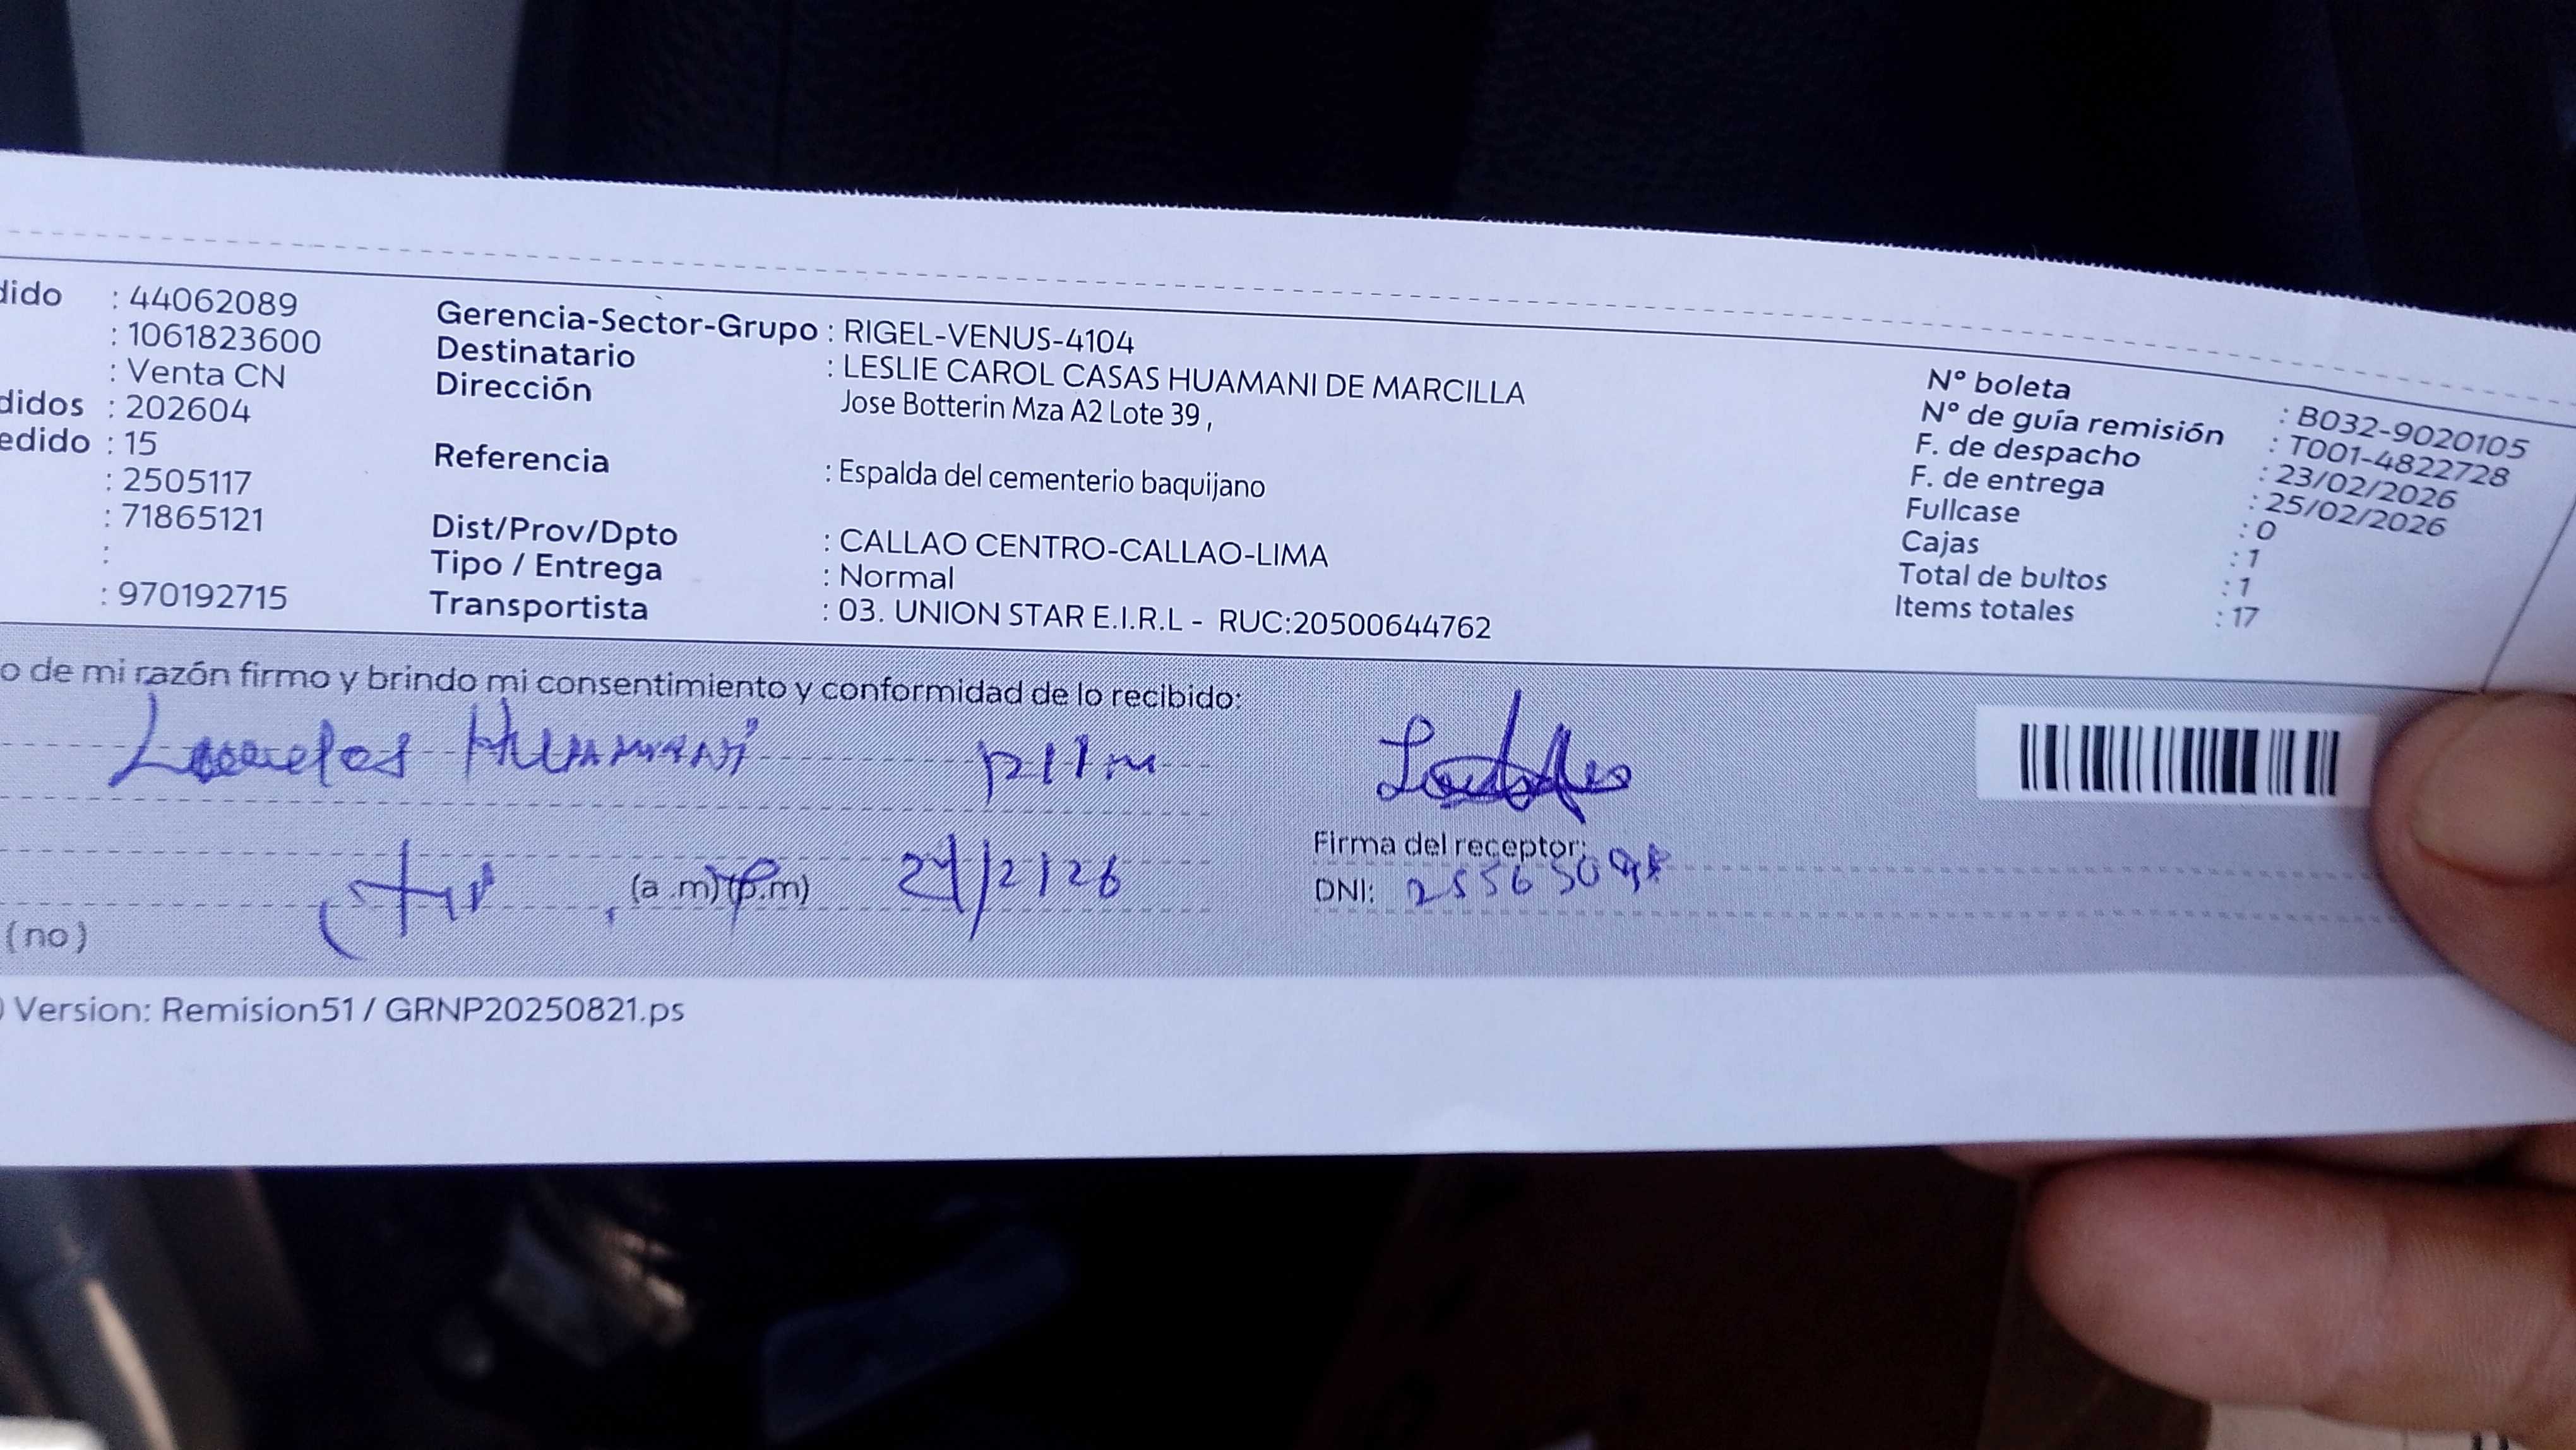 dido : 44062089
: 1061823600
: Venta CN
didos : 202604
edido : 15
: 2505117
: 71865121
:
: 970192715
Gerencia-Sector-Grupo : RIGEL-VENUS-4104
Destinatario : LESLIE CAROL CASAS HUAMANI DE MARCILLA
Dirección Jose Botterin Mza A2 Lote 39 ,
Referencia : Espalda del cementerio baquijano
Dist/Prov/Dpto : CALLAO CENTRO-CALLAO-LIMA
Tipo / Entrega : Normal
Transportista : 03. UNION STAR E.I.R.L - RUC:20500644762
N° boleta : B032-9020105
N° de guía remisión : T001-4822728
F. de despacho : 23/02/2026
F. de entrega : 25/02/2026
Fullcase : 0
Cajas : 1
Total de bultos : 1
Items totales : 17
o de mi razón firmo y brindo mi consentimiento y conformidad de lo recibido:
HUAMANI
Firma del receptor:
(a .m) (p.m) /2/26
DNI:
(no)
) Version: Remision51 / GRNP20250821.ps